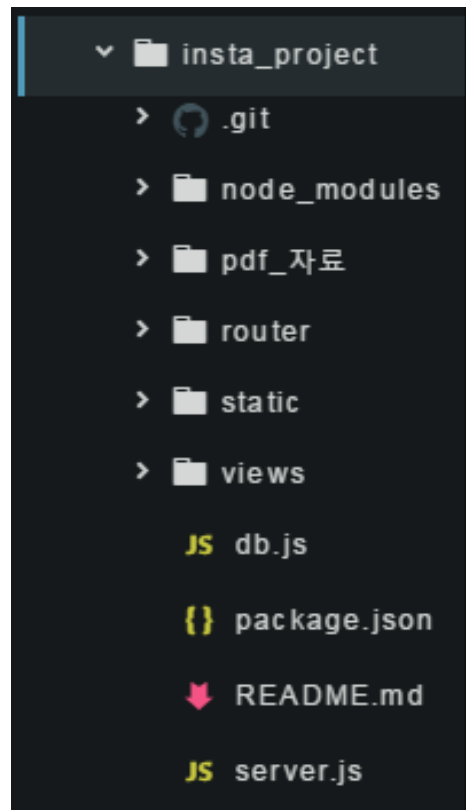 insta_project
.git
node_modules
pdf_자료
router
static
views
JS db.js
{} package.json
README.md
JS server.js